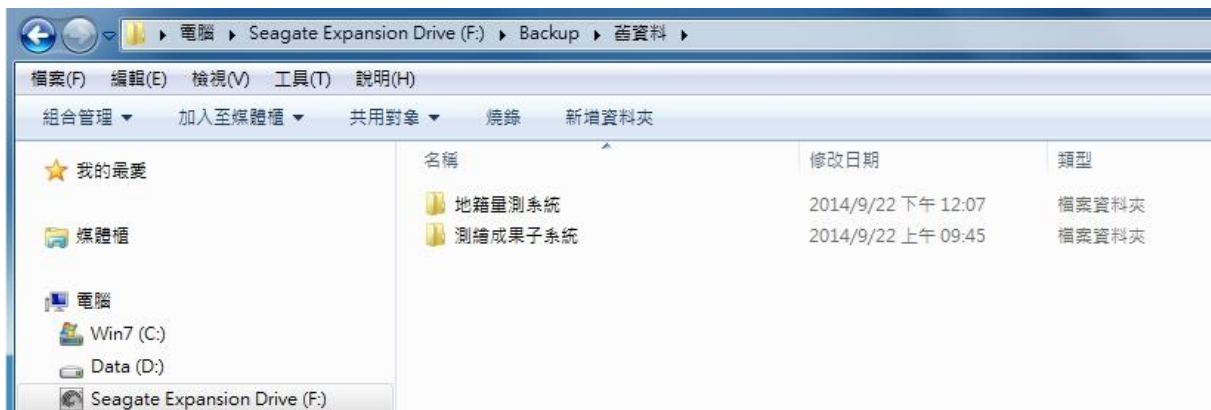 電腦 ▸ Seagate Expansion Drive (F:) ▸ Backup ▸ 舊資料 ▸
檔案(F) 編輯(E) 檢視(V) 工具(T) 說明(H)
組合管理 加入至媒體櫃 共用對象 燒錄 新增資料夾
我的最愛
媒體櫃
電腦
Win7 (C:)
Data (D:)
Seagate Expansion Drive (F:)
名稱 修改日期 類型
地籍量測系統 2014/9/22 下午 12:07 檔案資料夾
測繪成果子系統 2014/9/22 上午 09:45 檔案資料夾